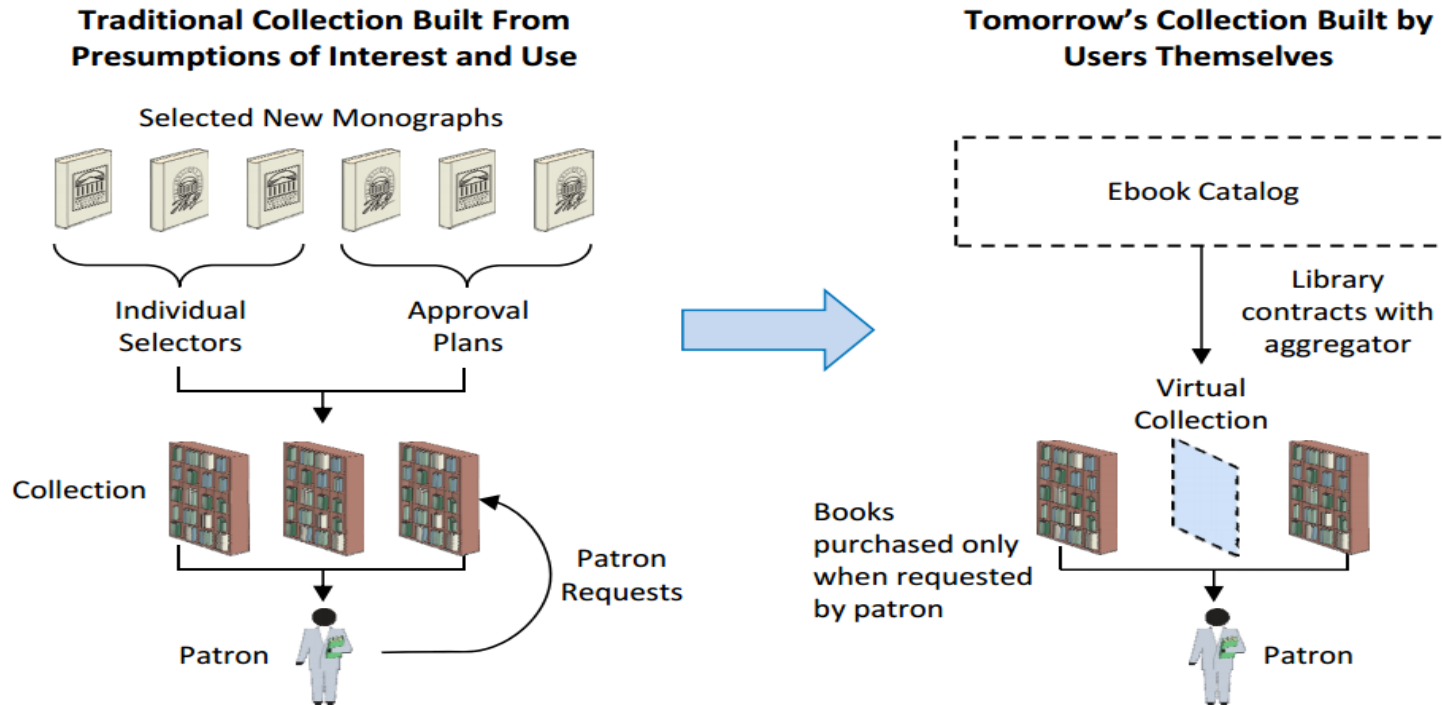 Traditional Collection Built From
Presumptions of Interest and Use
Selected New Monographs
Individual
Selectors
Approval
Plans
Collection
Patron
Requests
Patron
Tomorrow’s Collection Built by
Users Themselves
Ebook Catalog
Library
contracts with
aggregator
Virtual
Collection
Books
purchased only
when requested
by patron
Patron